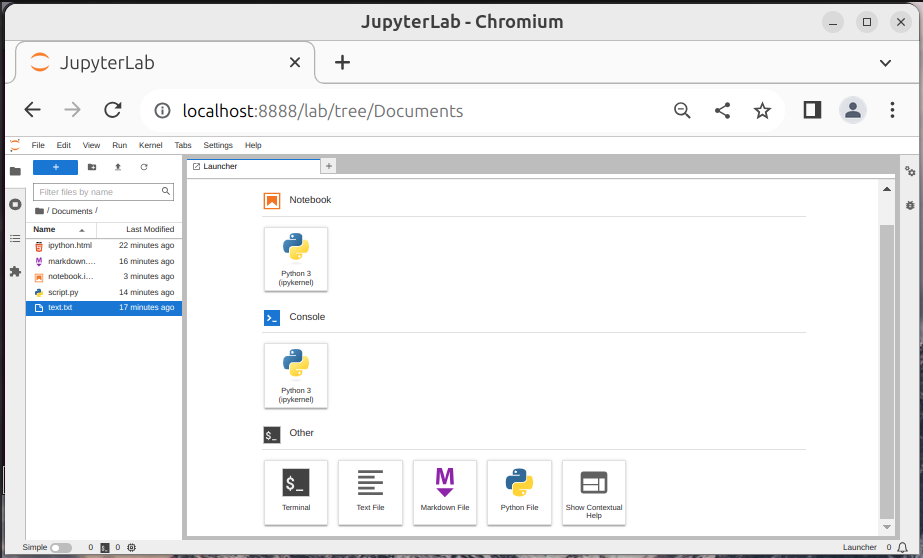 JupyterLab - Chromium
JupyterLab
localhost:8888/lab/tree/Documents
File Edit View Run Kernel Tabs Settings Help
+
Launcher
+
Filter files by name
/ Documents /
Name Last Modified
ipython.html 22 minutes ago
markdown.... 16 minutes ago
notebook.i... 3 minutes ago
script.py 14 minutes ago
text.txt 17 minutes ago
Notebook
Python 3
(ipykernel)
Console
Python 3
(ipykernel)
$_ Other
$_
M
Terminal Text File Markdown File Python File Show Contextual
Help
Simple 0 $_ 0 Launcher 0